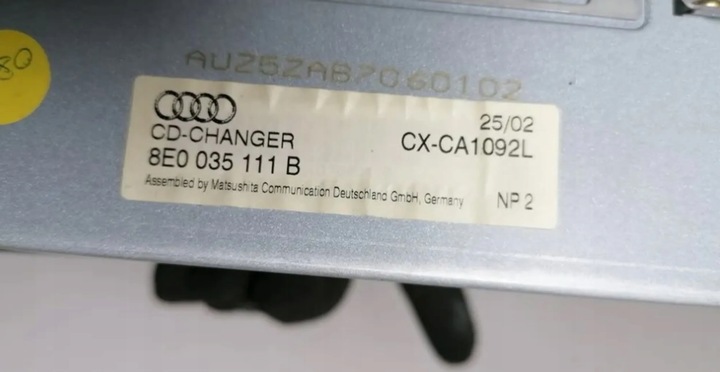 80
AUZ5ZAB7060102
25/02
CD-CHANGER CX-CA1092L
8E0 035 111 B
Assembled by Matsushita Communication Deutschland GmbH, Germany NP 2